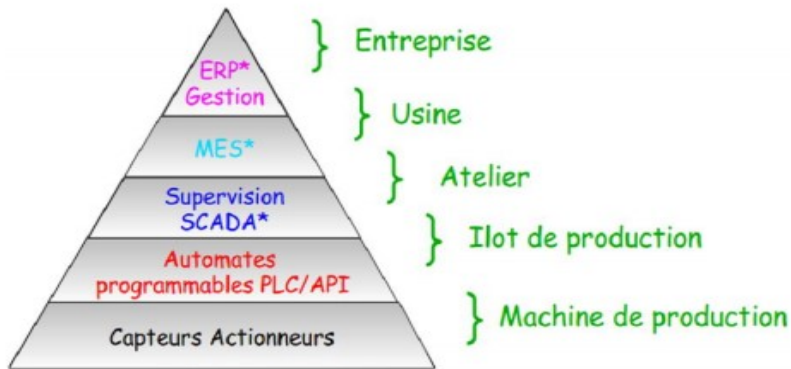 Entreprise
ERP*
Gestion
Usine
MES*
Atelier
Supervision
SCADA*
Ilot de production
Automates
programmables PLC/API
Machine de production
Capteurs Actionneurs